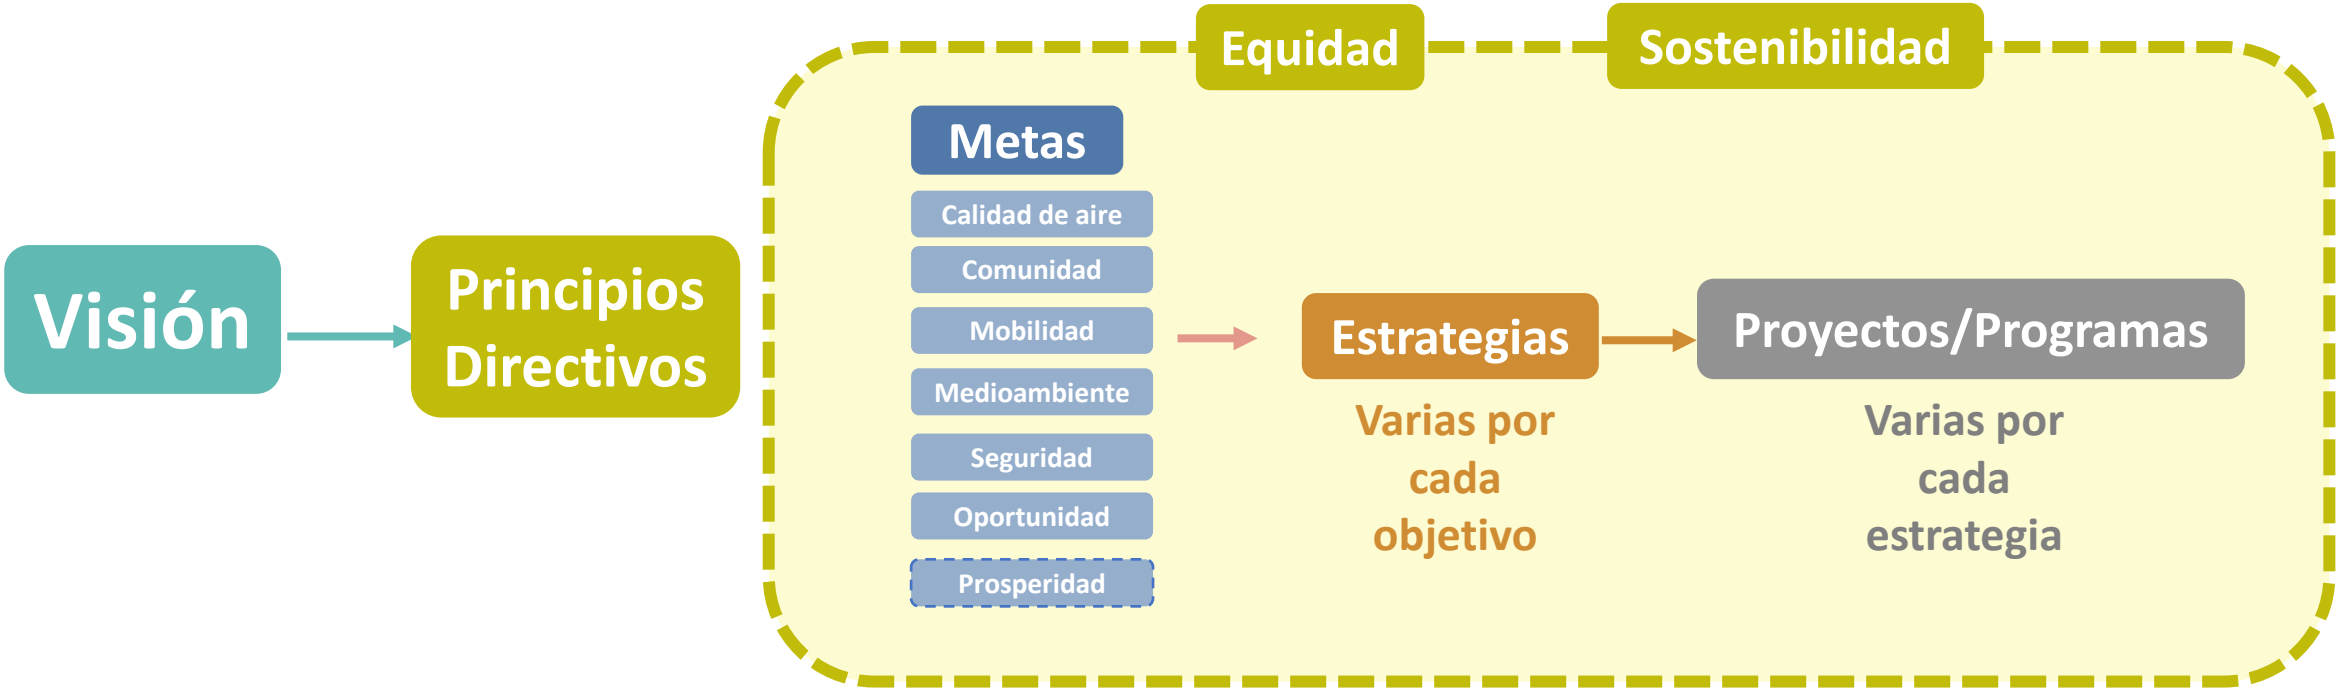 Equidad
Sostenibilidad
Visión
Principios
Directivos
Metas
Calidad de aire
Comunidad
Mobilidad
Medioambiente
Seguridad
Oportunidad
Prosperidad
Estrategias
Varias por
cada
objetivo
Proyectos/Programas
Varias por
cada
estrategia